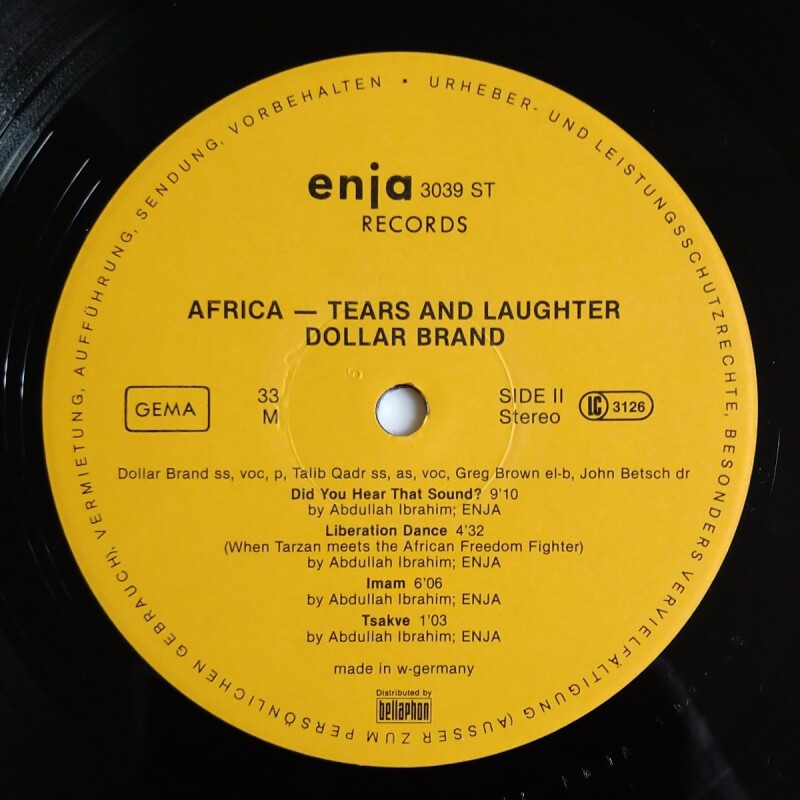 URHEBER- UND LEISTUNGSSCHUTZRECHTE, BESONDERS VERVIELFÄLTIGUNG (AUSSER ZUM PERSÖNLICHEN GEBRAUCH), VERMIETUNG, AUFFÜHRUNG, SENDUNG, VORBEHALTEN •
enja 3039 ST
RECORDS
AFRICA — TEARS AND LAUGHTER
DOLLAR BRAND
GEMA
33
M
SIDE II
Stereo
LC 3126
Dollar Brand ss, voc, p, Talib Qadr ss, as, voc, Greg Brown el-b, John Betsch dr
Did You Hear That Sound? 9'10
by Abdullah Ibrahim; ENJA
Liberation Dance 4'32
(When Tarzan meets the African Freedom Fighter)
by Abdullah Ibrahim; ENJA
Imam 6'06
by Abdullah Ibrahim; ENJA
Tsakve 1'03
by Abdullah Ibrahim; ENJA
made in w-germany
Distributed by
bellaphon